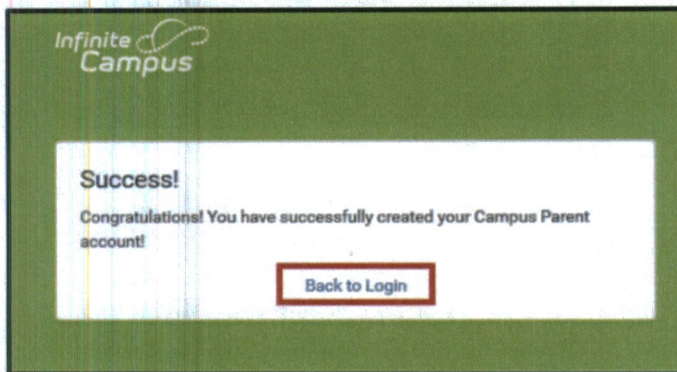 Infinite
Campus
Success!
Congratulations! You have successfully created your Campus Parent
account!
Back to Login